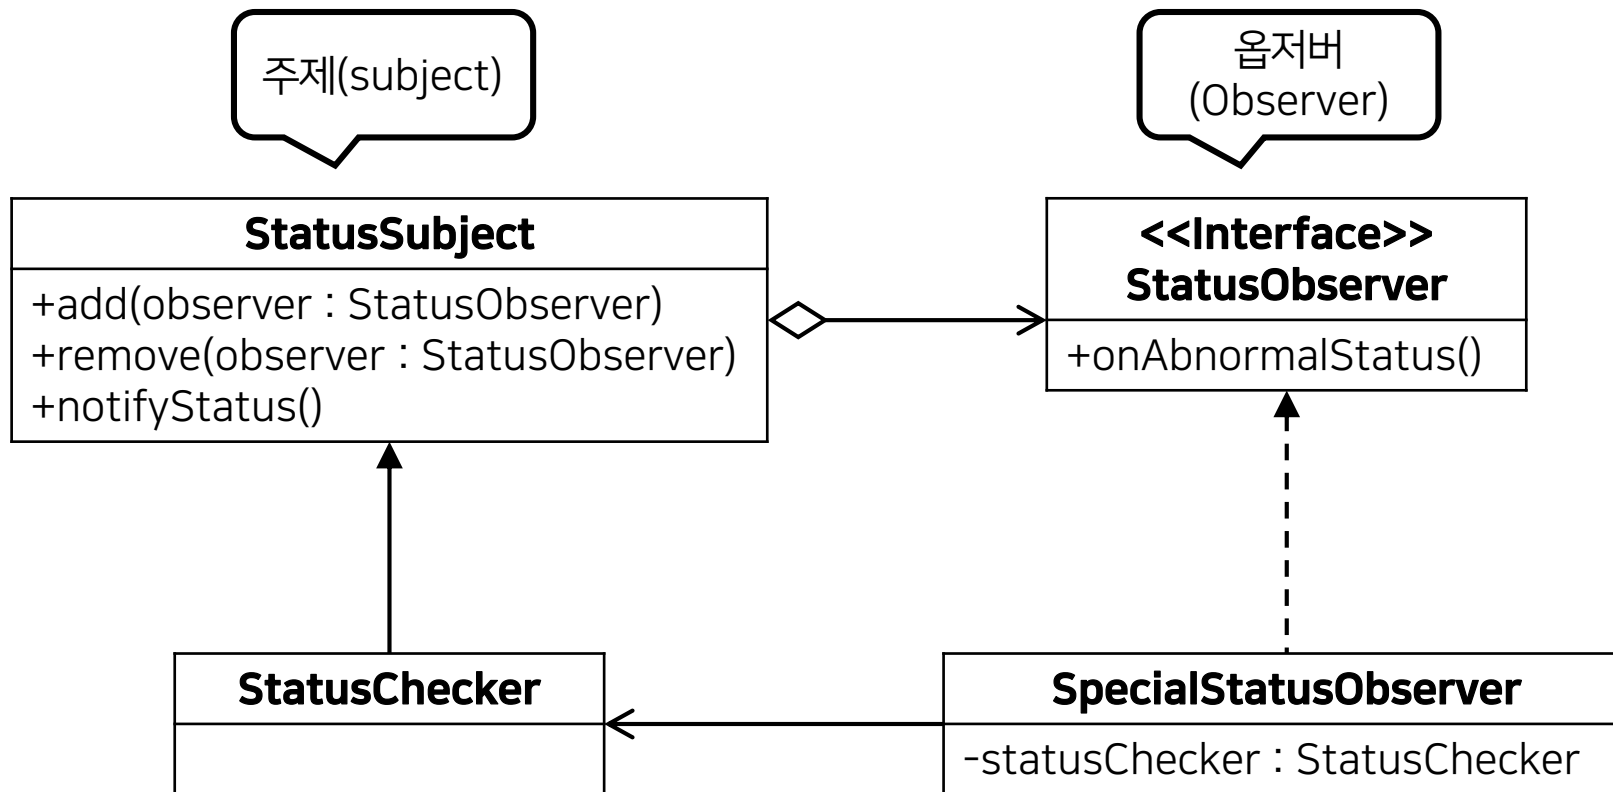 주제(subject)
옵저버
(Observer)
StatusSubject
+add(observer : StatusObserver)
+remove(observer : StatusObserver)
+notifyStatus()
<<Interface>>
StatusObserver
+onAbnormalStatus()
StatusChecker
SpecialStatusObserver
-statusChecker : StatusChecker